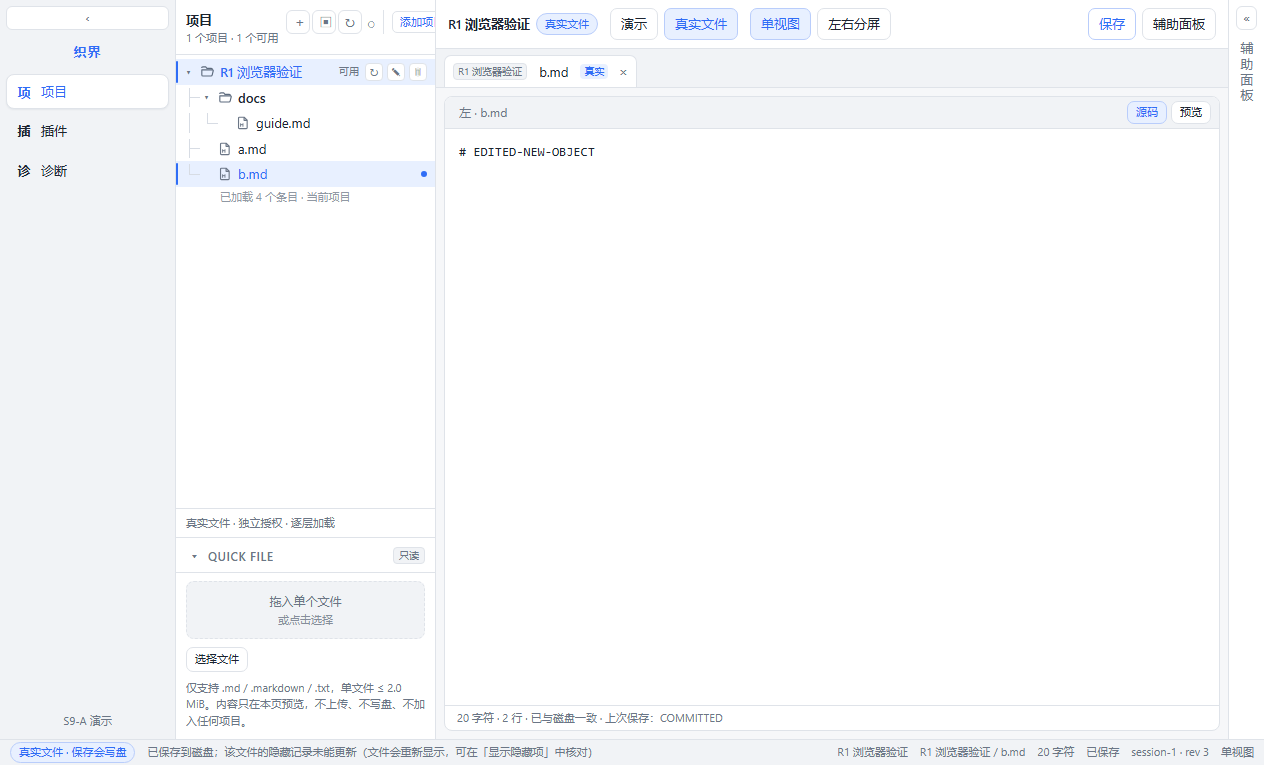 ‹
织界
项 项目
插 插件
诊 诊断
S9-A 演示
项目
1 个项目 · 1 个可用
+ ↻ ○ 添加项
R1 浏览器验证 可用 ↻
docs
guide.md
a.md
b.md
已加载 4 个条目 · 当前项目
真实文件 · 独立授权 · 逐层加载
QUICK FILE 只读
拖入单个文件
或点击选择
选择文件
仅支持 .md / .markdown / .txt，单文件 ≤ 2.0
MiB。内容只在本页预览，不上传、不写盘、不加
入任何项目。
R1 浏览器验证 真实文件 演示 真实文件 单视图 左右分屏 保存 辅助面板
R1 浏览器验证 b.md 真实 ×
左 · b.md 源码 预览
# EDITED-NEW-OBJECT
20 字符 · 2 行 · 已与磁盘一致 · 上次保存：COMMITTED
«
辅
助
面
板
真实文件 · 保存会写盘 已保存到磁盘；该文件的隐藏记录未能更新（文件会重新显示，可在「显示隐藏项」中核对） R1 浏览器验证 R1 浏览器验证 / b.md 20 字符 已保存 session-1 · rev 3 单视图